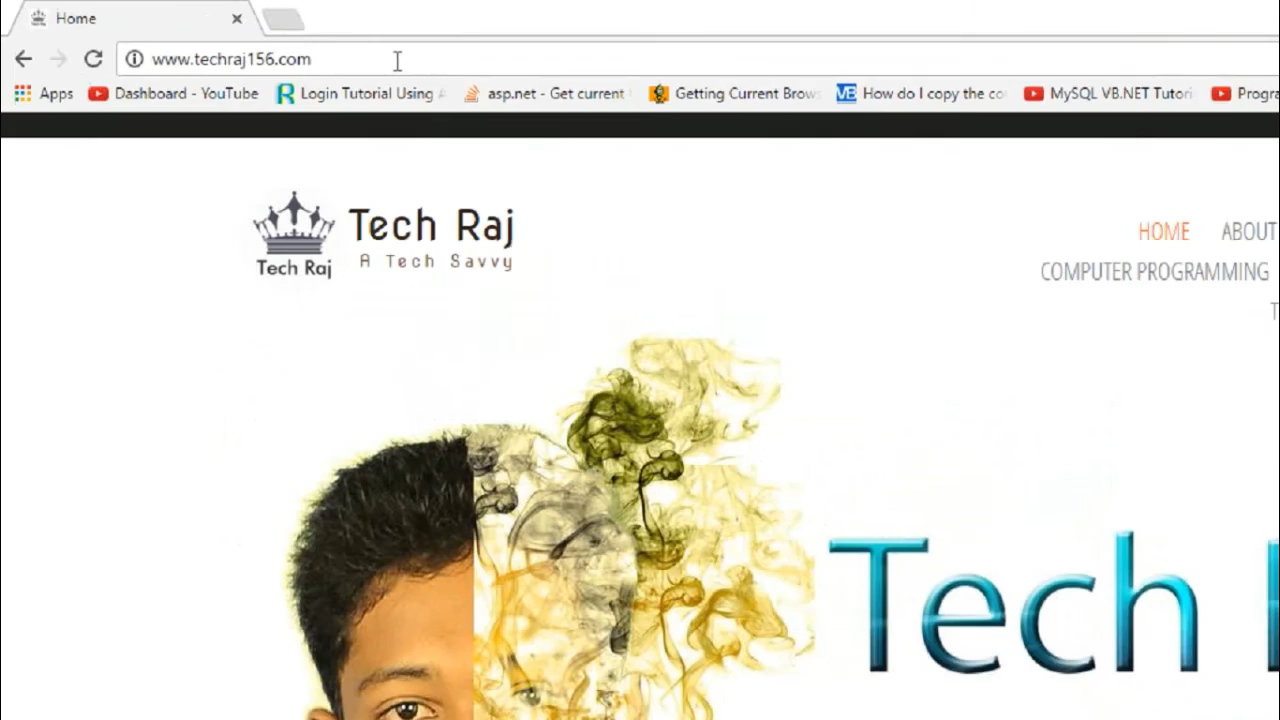 Home
www.techraj156.com
Apps
Dashboard - YouTube
Login Tutorial Using
asp.net - Get current
Getting Current Brow
How do I copy the co
MySQL VB.NET Tutori
Progra
Tech Raj
Tech Raj
A Tech Savvy
HOME
ABOUT
COMPUTER PROGRAMMING
T
Tech